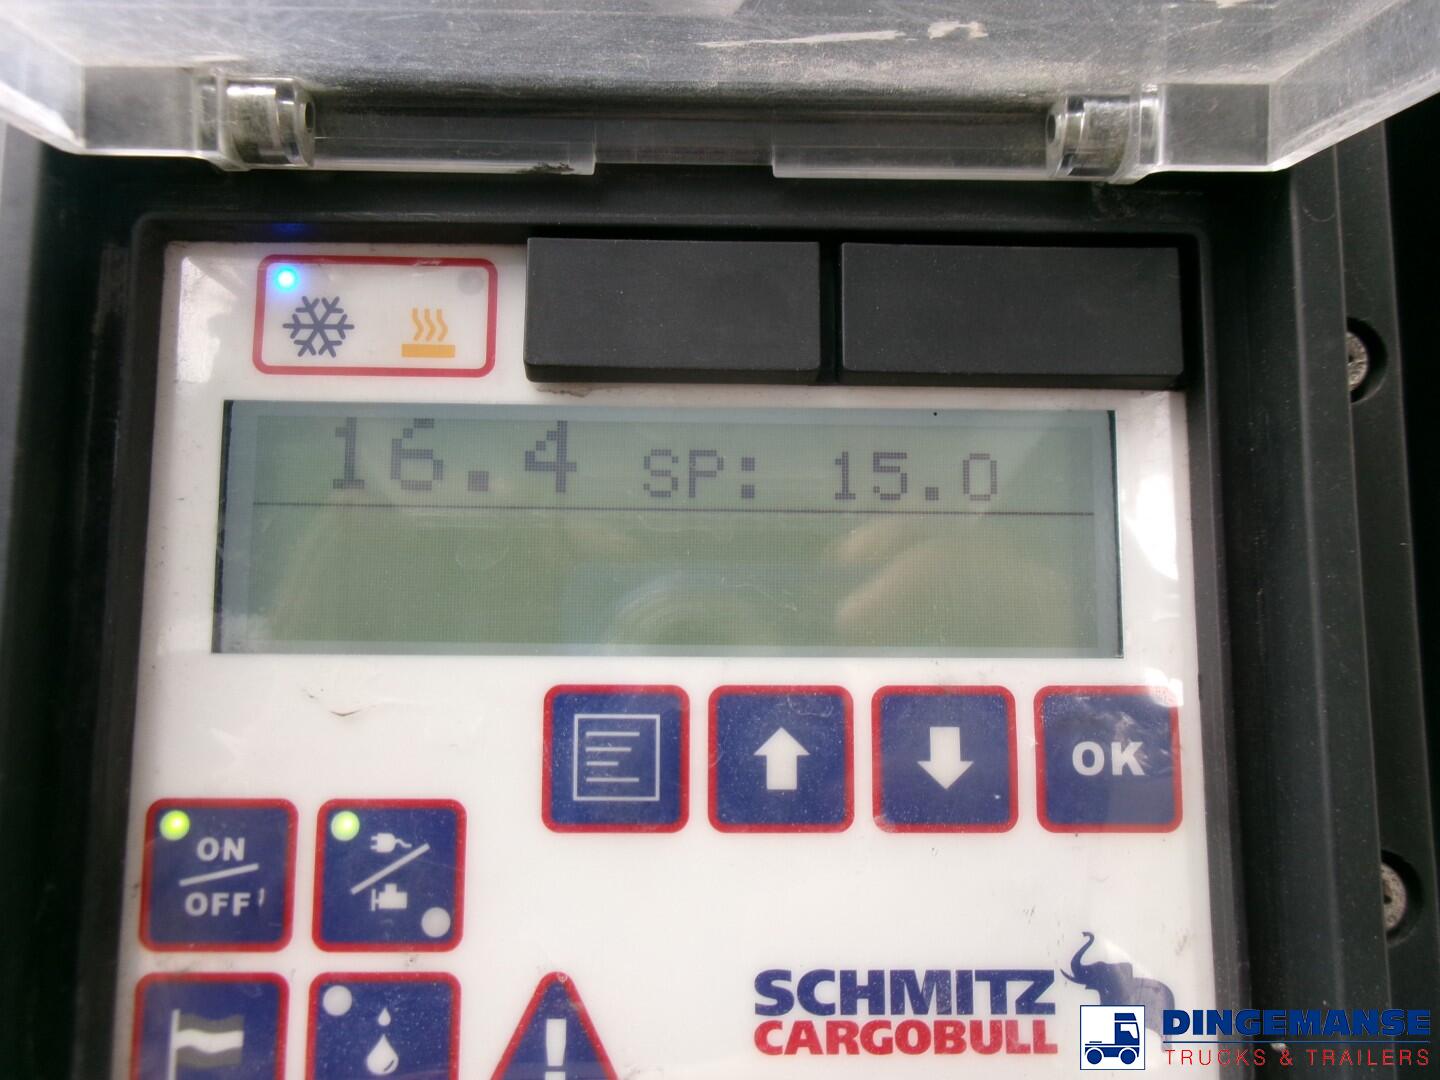 16.4 SP: 15.0
OK
ON
OFF
SCHMITZ
CARGOBULL
DINGEMANSE
TRUCKS & TRAILERS